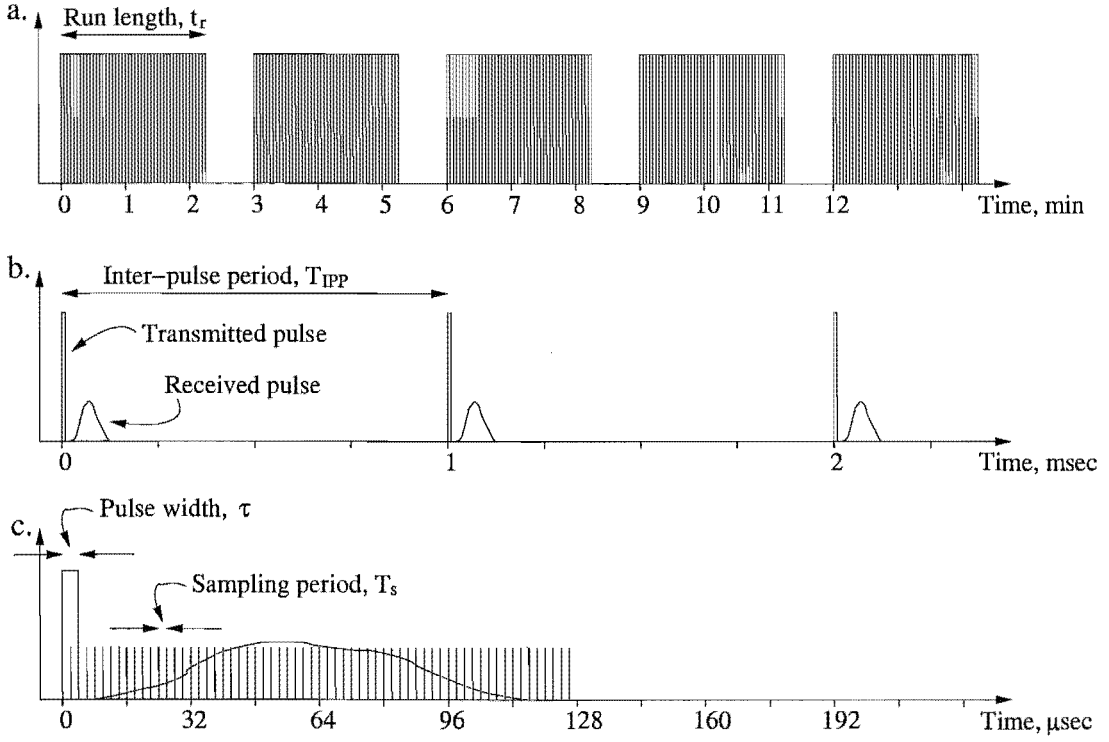 a.
Run length, t_r
0 1 2 3 4 5 6 7 8 9 10 11 12 Time, min
b.
Inter–pulse period, T_IPP
Transmitted pulse
Received pulse
0 1 2 Time, msec
Pulse width, τ
c.
Sampling period, T_s
0 32 64 96 128 160 192 Time, μsec